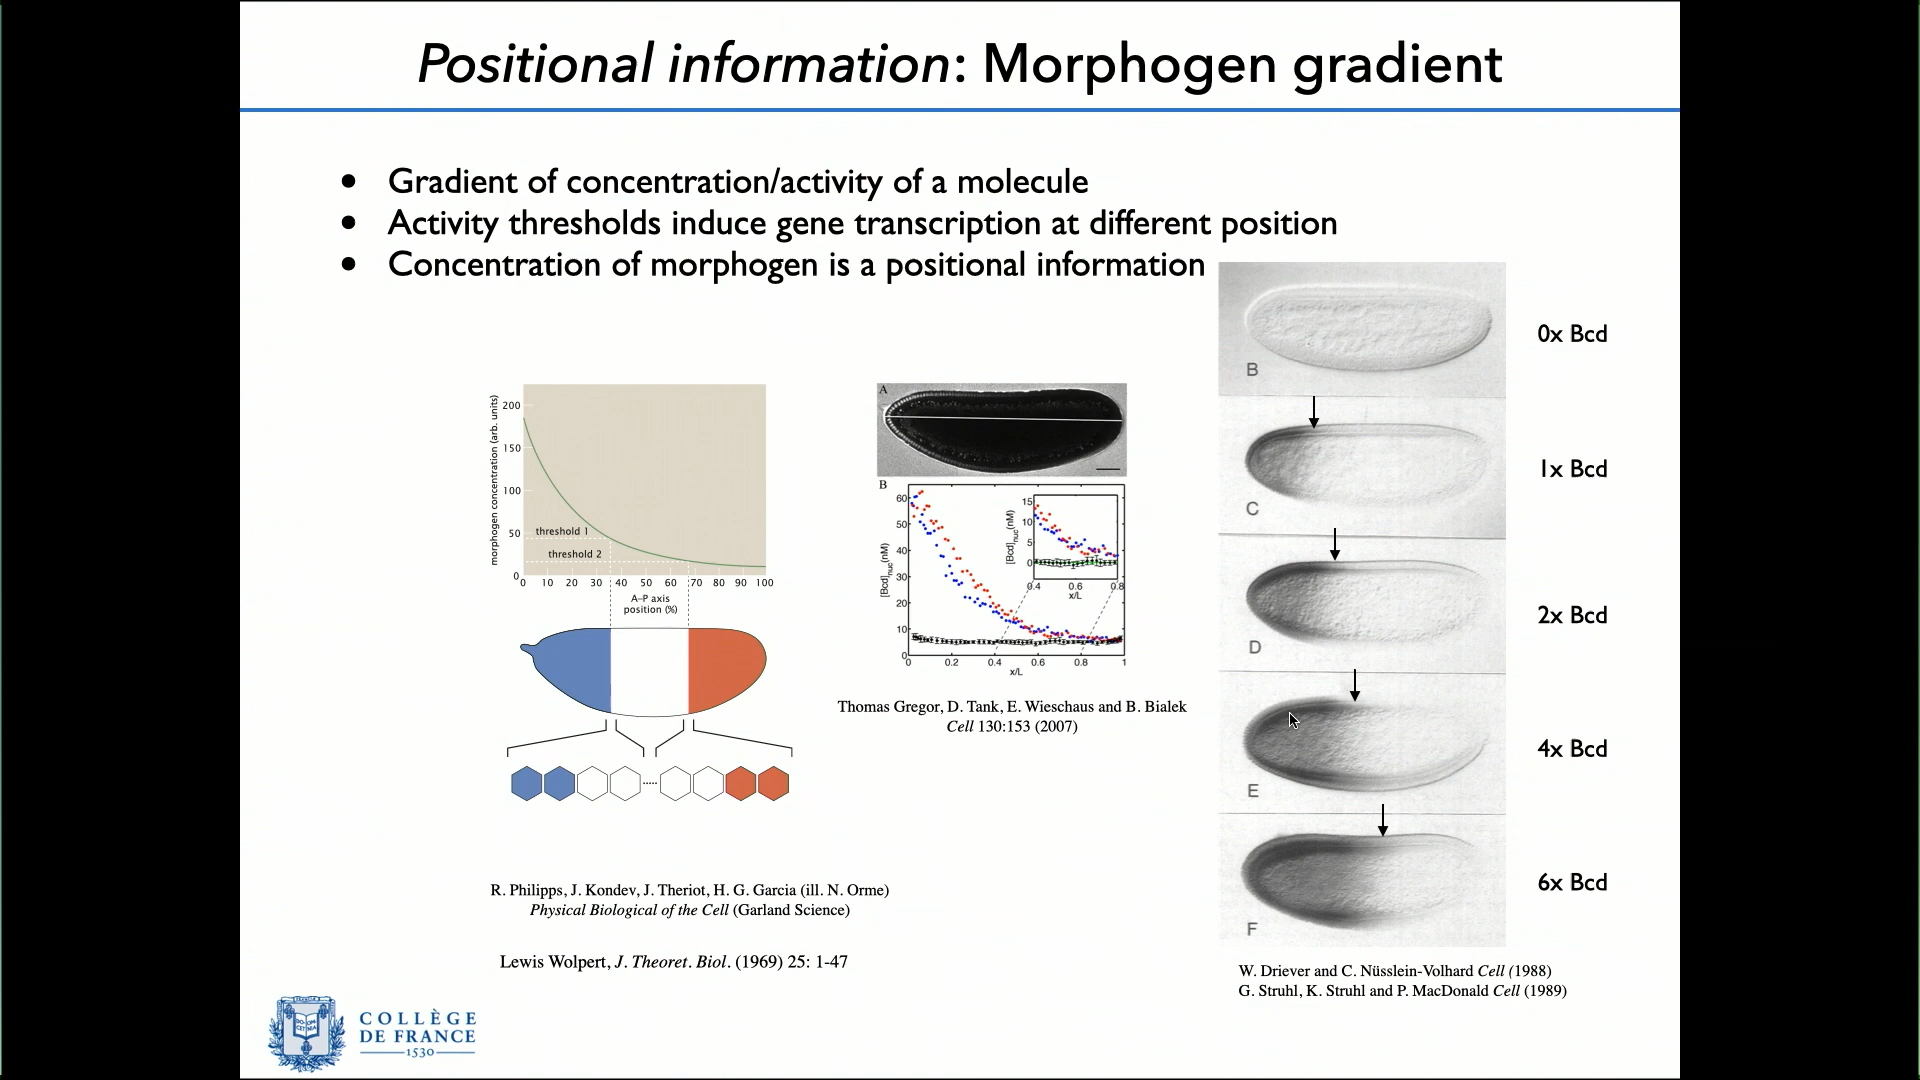 Positional information: Morphogen gradient
• Gradient of concentration/activity of a molecule
• Activity thresholds induce gene transcription at different position
• Concentration of morphogen is a positional information
morphogen concentration (arb. units)
200
150
100
50
0
threshold 1
threshold 2
0 10 20 30 40 50 60 70 80 90 100
A–P axis
position (%)
R. Philipps, J. Kondev, J. Theriot, H. G. Garcia (ill. N. Orme)
Physical Biological of the Cell (Garland Science)
Lewis Wolpert, J. Theoret. Biol. (1969) 25: 1-47
A
B
[Bcd]nuc(nM)
60
50
40
30
20
10
0
0 0.2 0.4 0.6 0.8 1
x/L
[Bcd]nuc(nM)
15
10
5
0
0.4 0.6 0.8
x/L
Thomas Gregor, D. Tank, E. Wieschaus and B. Bialek
Cell 130:153 (2007)
B
0x Bcd
C
1x Bcd
D
2x Bcd
E
4x Bcd
F
6x Bcd
W. Driever and C. Nüsslein-Volhard Cell (1988)
G. Struhl, K. Struhl and P. MacDonald Cell (1989)
COLLÈGE
DE FRANCE
1530